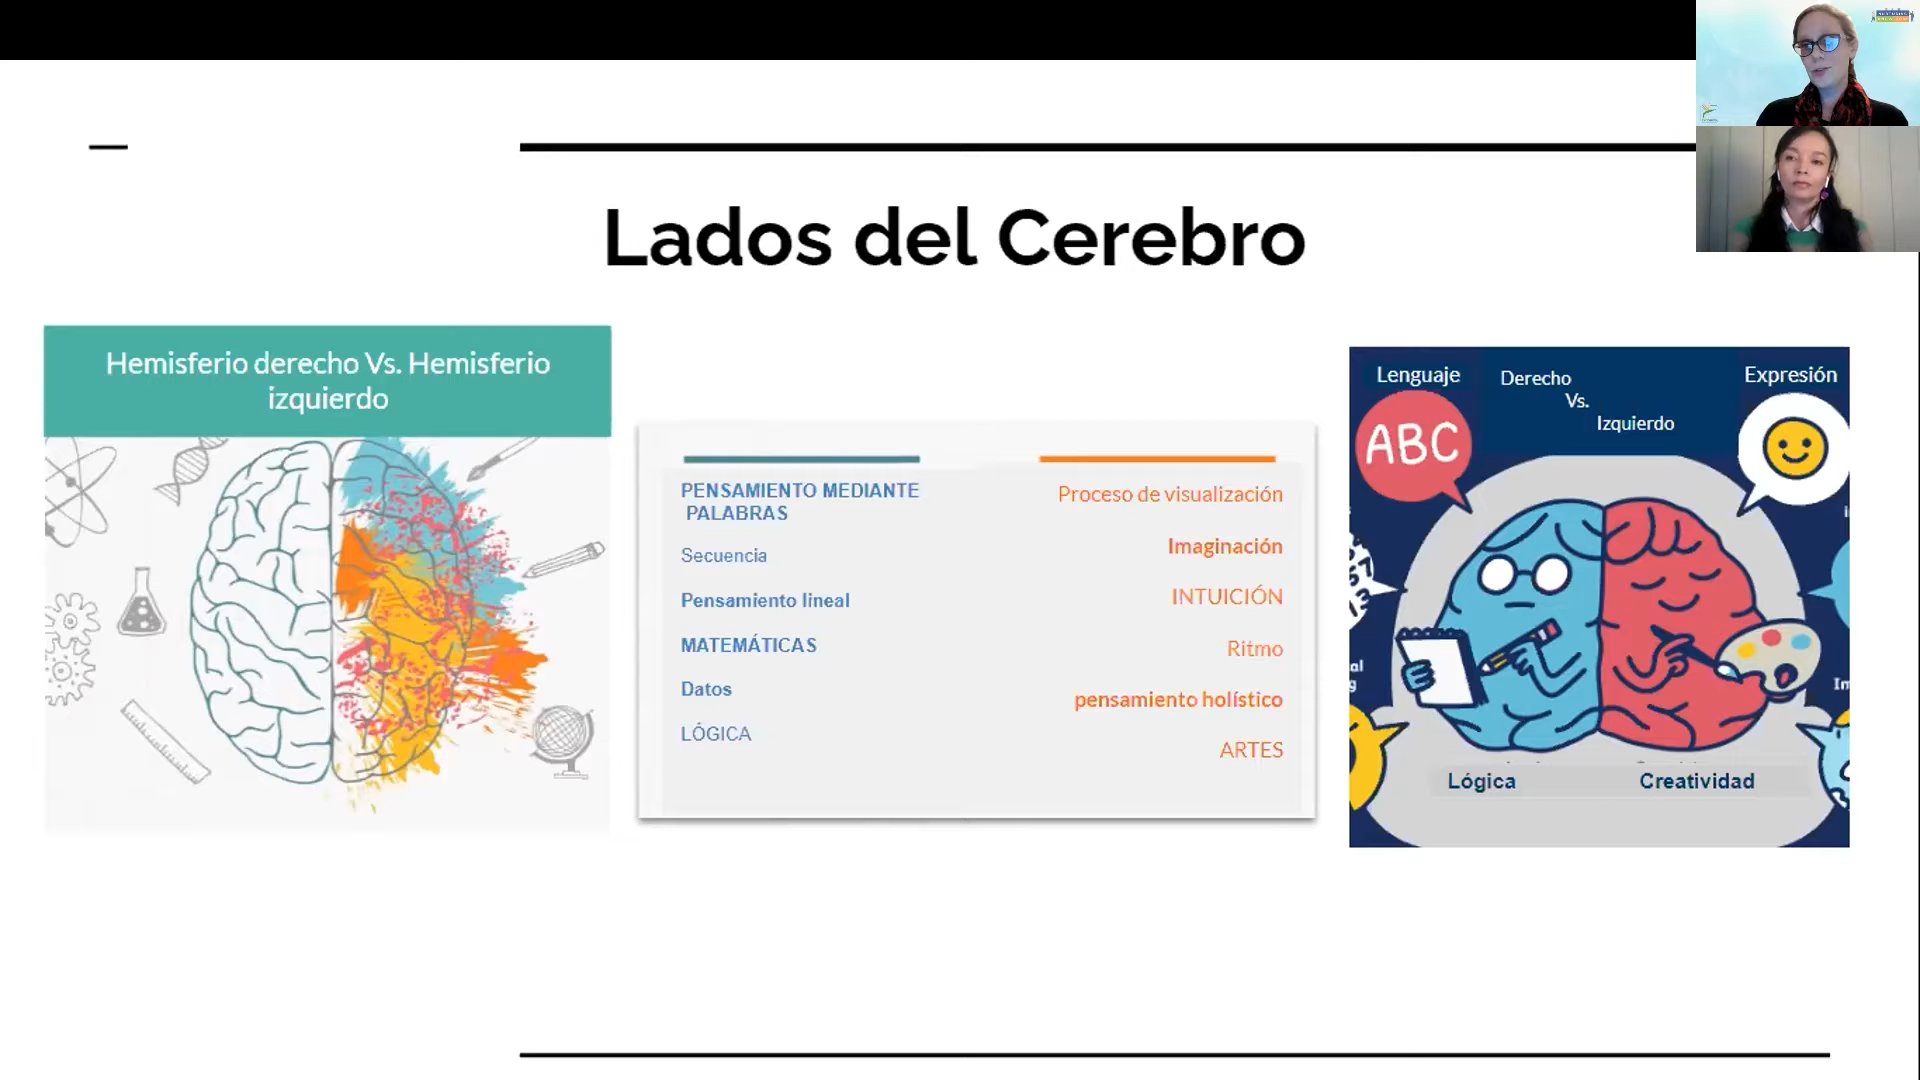 Lados del Cerebro
Hemisferio derecho Vs. Hemisferio
izquierdo
PENSAMIENTO MEDIANTE
PALABRAS
Secuencia
Pensamiento lineal
MATEMÁTICAS
Datos
LÓGICA
Proceso de visualización
Imaginación
INTUICIÓN
Ritmo
pensamiento holístico
ARTES
Lenguaje
Derecho
Vs.
Izquierdo
Expresión
ABC
Lógica
Creatividad